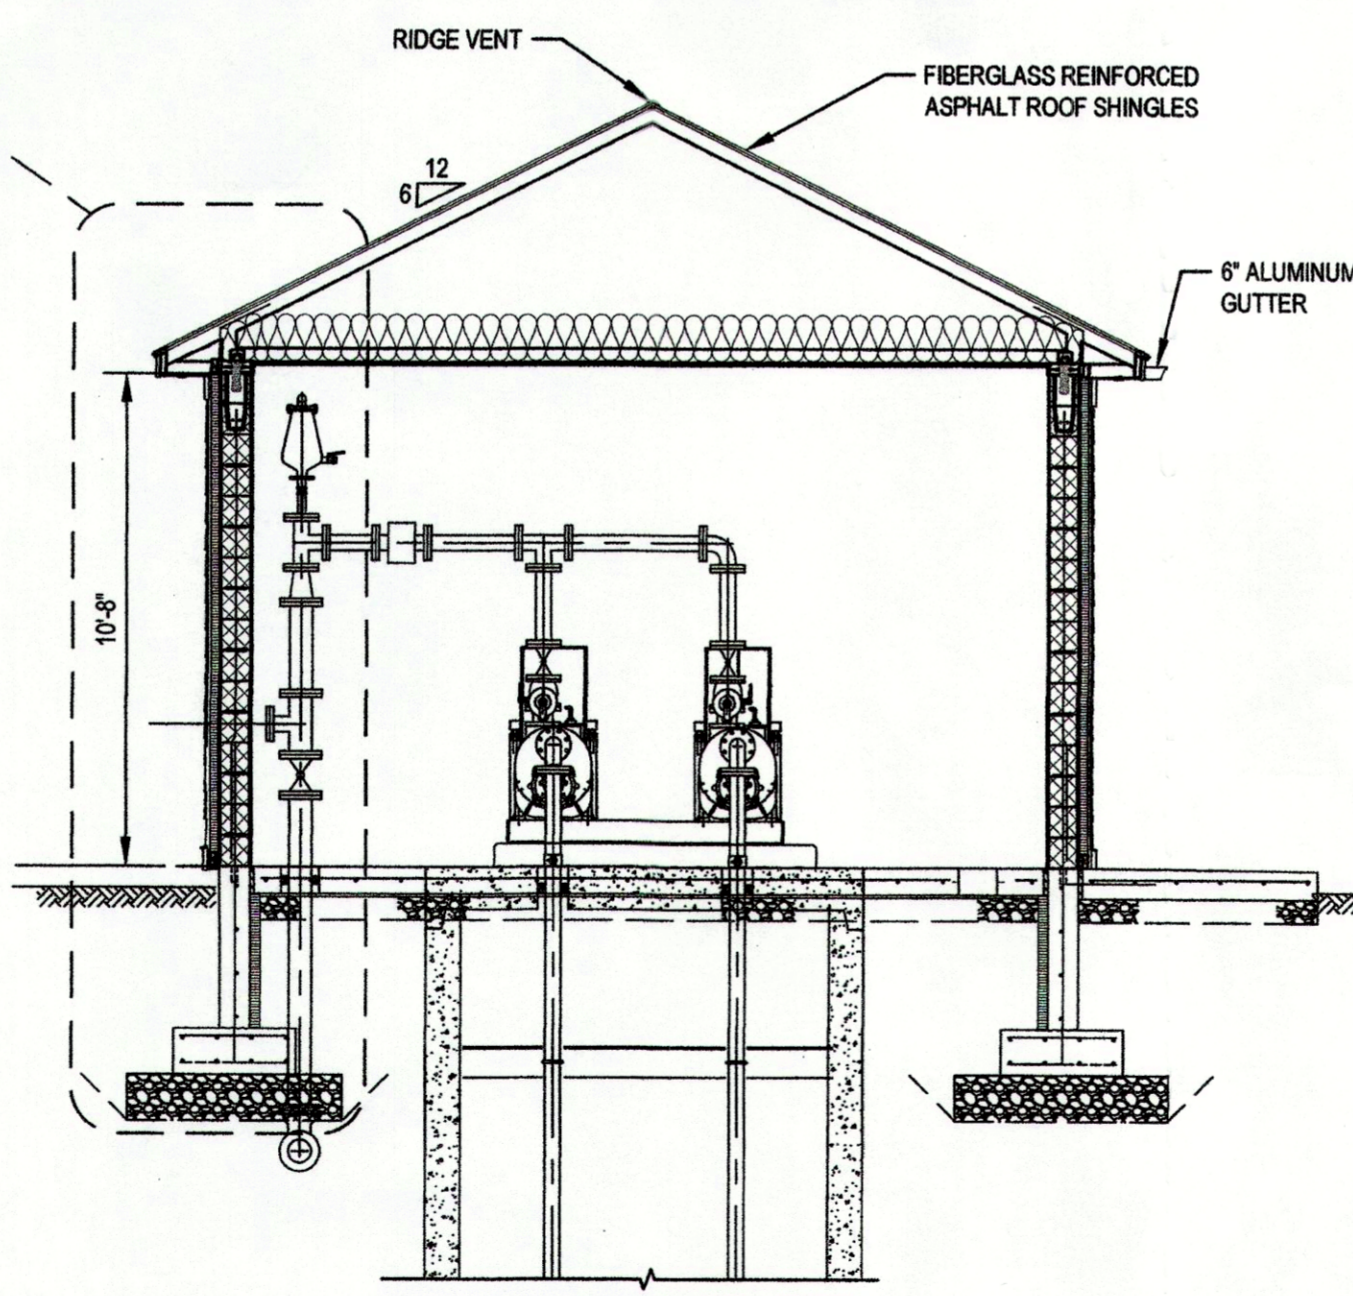 RIDGE VENT
FIBERGLASS REINFORCED
ASPHALT ROOF SHINGLES
12
6
6" ALUMINUM
GUTTER
10'-8"